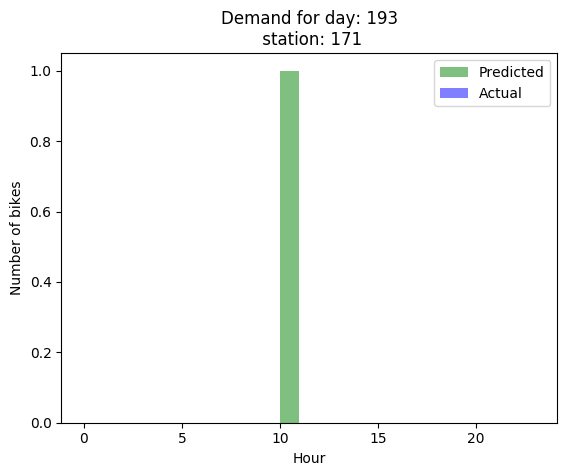 Demand for day: 193
station: 171
Predicted
Actual
1.0
0.8
0.6
0.4
0.2
0.0
Number of bikes
0
5
10
15
20
Hour